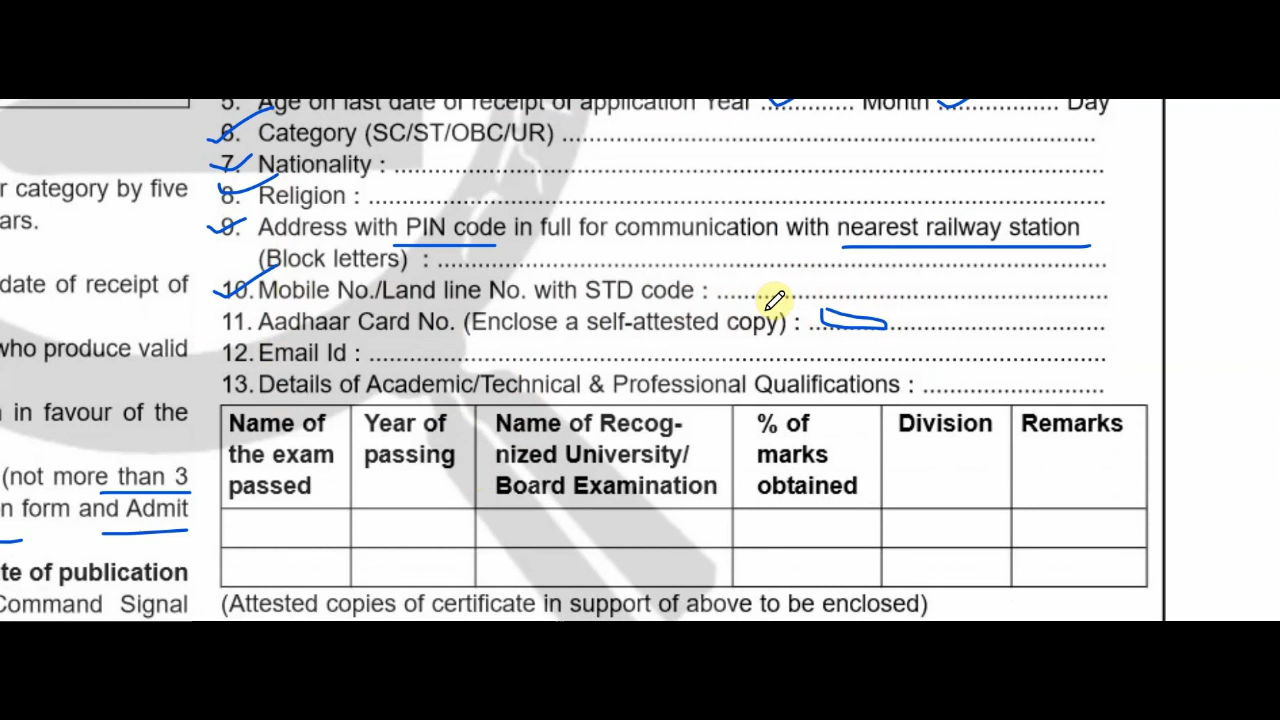 r category by five
ars.
date of receipt of
who produce valid
n in favour of the
(not more than 3
n form and Admit
te of publication
Command Signal
5. Age on last date of receipt of application Year .............. Month .................. Day
6. Category (SC/ST/OBC/UR) ................................................................................
7. Nationality : ........................................................................................................
8. Religion : ...........................................................................................................
9. Address with PIN code in full for communication with nearest railway station
(Block letters) : .................................................................................................
10. Mobile No./Land line No. with STD code : .........................................................
11. Aadhaar Card No. (Enclose a self-attested copy) : ...........................................
12. Email Id : ...........................................................................................................
13. Details of Academic/Technical & Professional Qualifications : ...........................
Name of the exam passed
Year of passing
Name of Recog-
nized University/
Board Examination
% of marks obtained
Division
Remarks
(Attested copies of certificate in support of above to be enclosed)